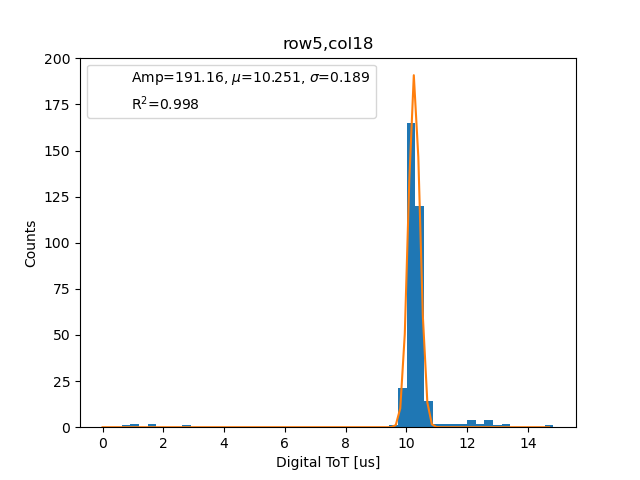 row5,col18
Amp=191.16, μ=10.251, σ=0.189
R²=0.998
200
175
150
125
100
75
50
25
0
Counts
0 2 4 6 8 10 12 14
Digital ToT [us]